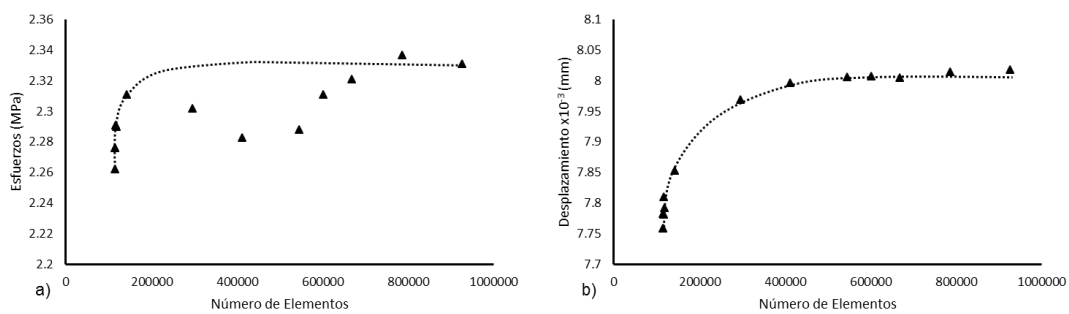 Esfuerzos (MPa)
2.36
2.34
2.32
2.3
2.28
2.26
2.24
2.22
2.2
0 200000 400000 600000 800000 1000000
Número de Elementos
a)
Desplazamiento x10⁻³ (mm)
8.1
8.05
8
7.95
7.9
7.85
7.8
7.75
7.7
0 200000 400000 600000 800000 1000000
Número de Elementos
b)